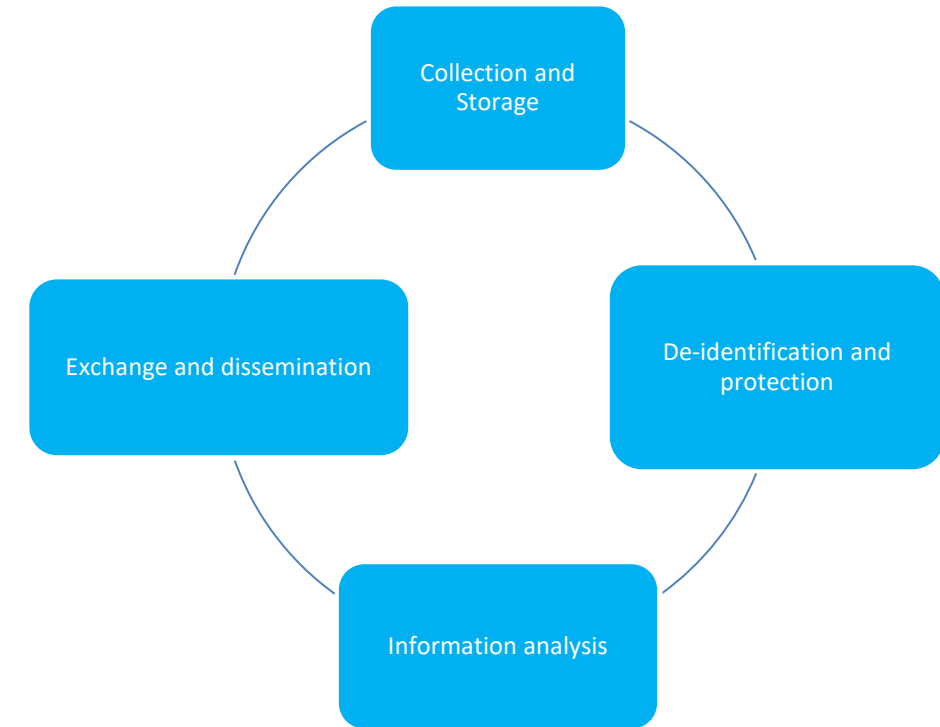 Collection and
Storage
De-identification and
protection
Exchange and dissemination
Information analysis